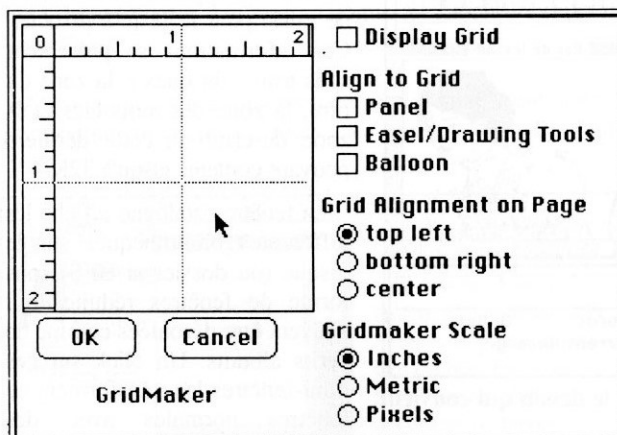 0 1 2
1
2
OK Cancel
GridMaker
Display Grid
Align to Grid
Panel
Easel/Drawing Tools
Balloon
Grid Alignment on Page
top left
bottom right
center
Gridmaker Scale
Inches
Metric
Pixels